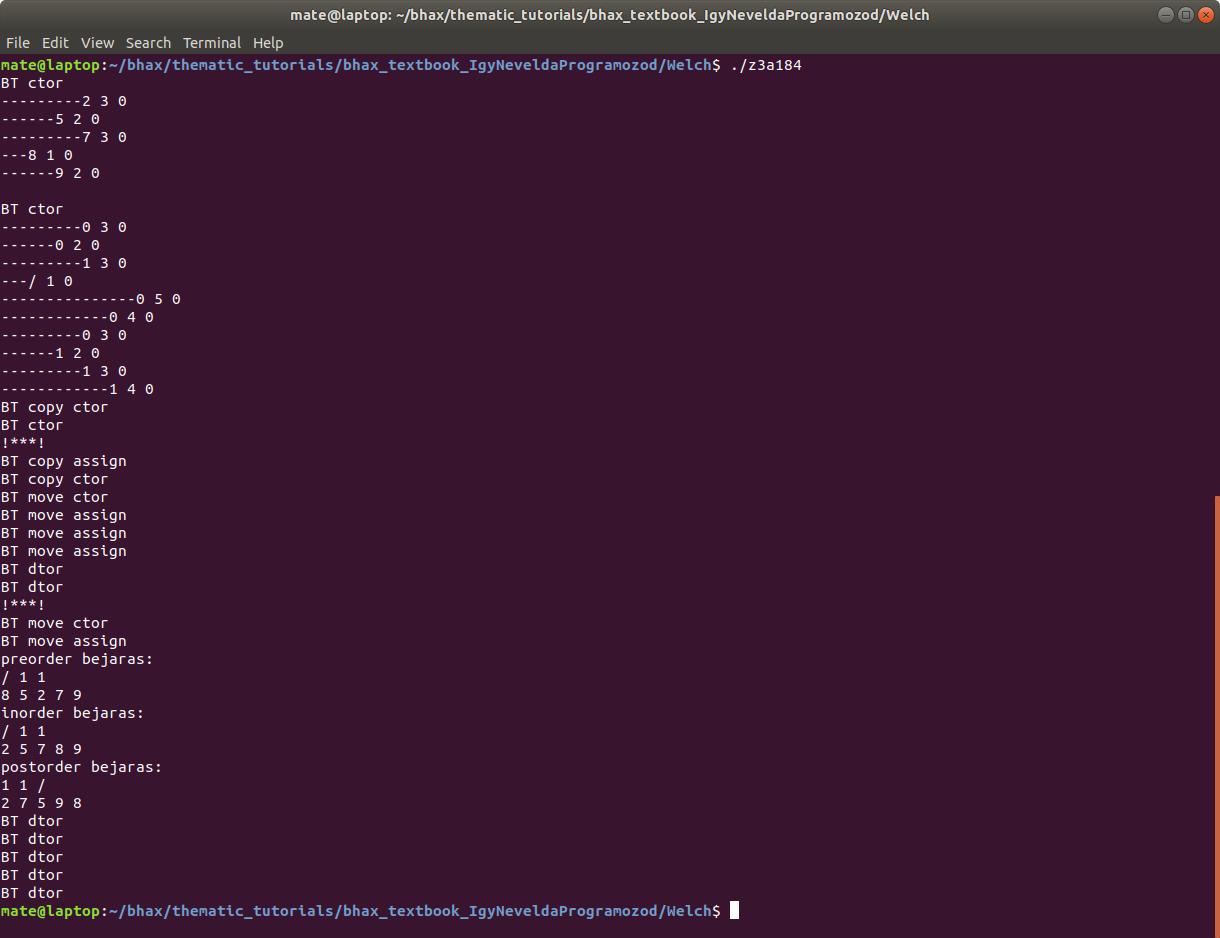 mate@laptop: ~/bhax/thematic_tutorials/bhax_textbook_IgyNeveldaProgramozod/Welch
File Edit View Search Terminal Help
mate@laptop:~/bhax/thematic_tutorials/bhax_textbook_IgyNeveldaProgramozod/Welch$ ./z3a184
BT ctor
---------2 3 0
------5 2 0
---------7 3 0
---8 1 0
------9 2 0
BT ctor
---------0 3 0
------0 2 0
---------1 3 0
---/ 1 0
---------------0 5 0
------------0 4 0
---------0 3 0
------1 2 0
---------1 3 0
------------1 4 0
BT copy ctor
BT ctor
!***!
BT copy assign
BT copy ctor
BT move ctor
BT move assign
BT move assign
BT move assign
BT dtor
BT dtor
!***!
BT move ctor
BT move assign
preorder bejaras:
/ 1 1
8 5 2 7 9
inorder bejaras:
/ 1 1
2 5 7 8 9
postorder bejaras:
1 1 /
2 7 5 9 8
BT dtor
BT dtor
BT dtor
BT dtor
BT dtor
mate@laptop:~/bhax/thematic_tutorials/bhax_textbook_IgyNeveldaProgramozod/Welch$